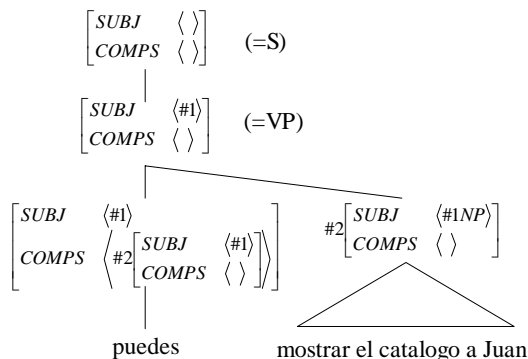 SUBJ ⟨ ⟩
COMPS ⟨ ⟩
(=S)
SUBJ ⟨#1⟩
COMPS ⟨ ⟩
(=VP)
SUBJ ⟨#1⟩
COMPS ⟨#2[SUBJ ⟨#1⟩
COMPS ⟨ ⟩]⟩
#2[SUBJ ⟨#1NP⟩
COMPS ⟨ ⟩]
puedes
mostrar el catalogo a Juan